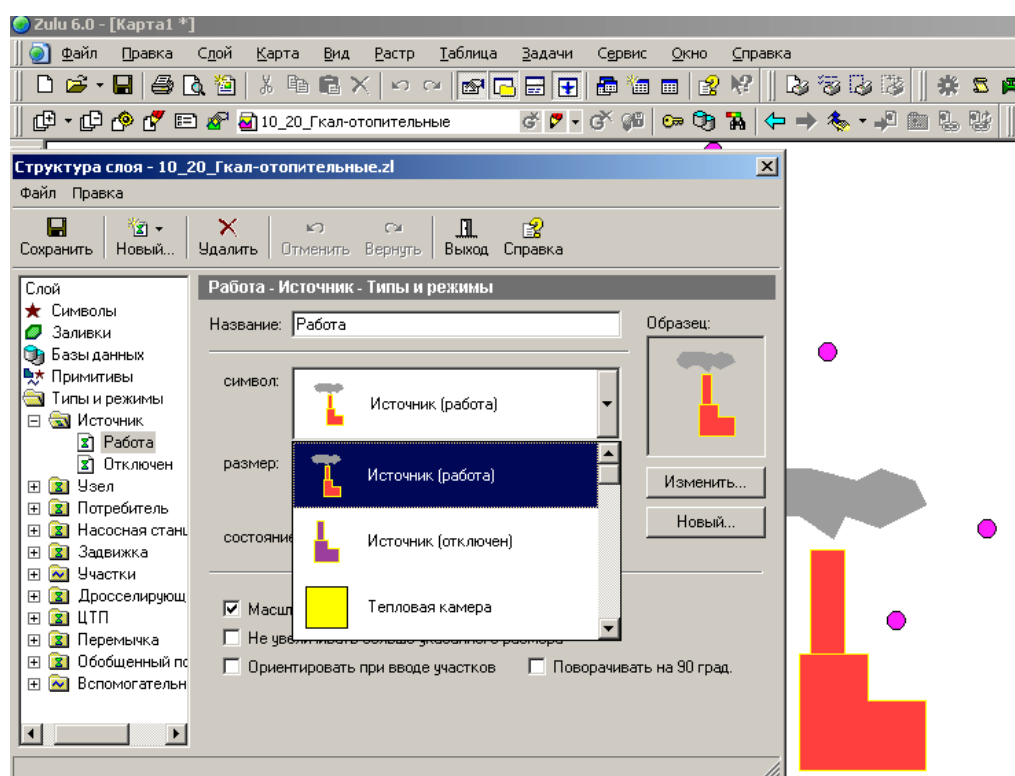 Zulu 6.0 - [Карта1 *]
Файл Правка Слой Карта Вид Растр Таблица Задачи Сервис Окно Справка
10_20_Гкал-отопительные
Структура слоя - 10_20_Гкал-отопительные.zl
Файл Правка
Сохранить Новый... Удалить Отменить Вернуть Выход Справка
Слой
Символы
Заливки
Базы данных
Примитивы
Типы и режимы
Источник
Работа
Отключен
Узел
Потребитель
Насосная станц
Задвижка
Участки
Дросселирующ
ЦТП
Перемычка
Обобщенный по
Вспомогательн
Работа - Источник - Типы и режимы
Название: Работа
Образец:
символ:
Источник (работа)
размер:
Источник (работа)
Изменить...
Новый...
состояние
Источник (отключен)
Тепловая камера
Масшт
Не увеличивать больше указанного размера
Ориентировать при вводе участков Поворачивать на 90 град.